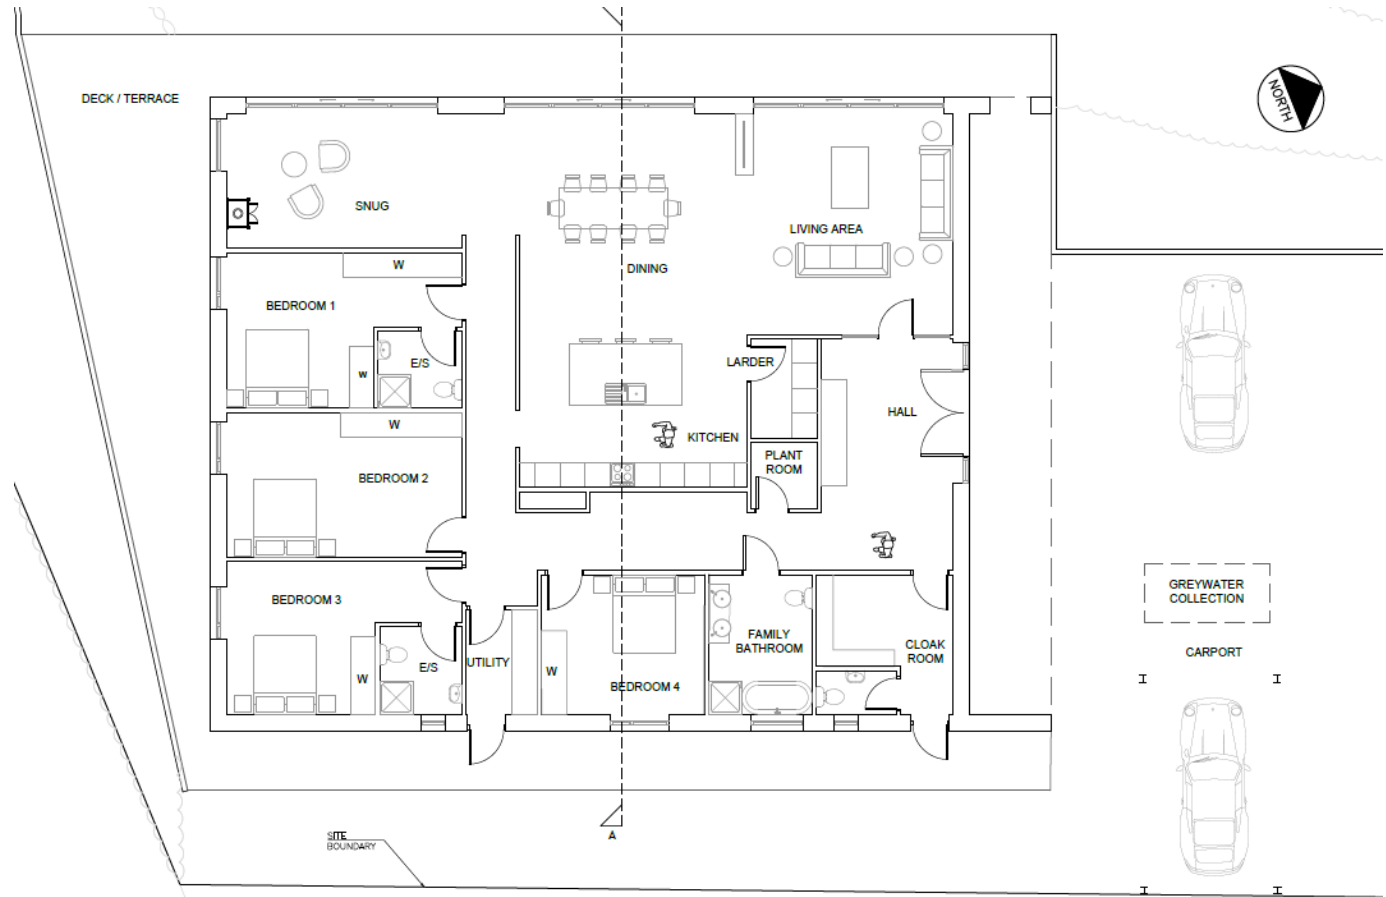 DECK / TERRACE
NORTH
SNUG
LIVING AREA
DINING
W
BEDROOM 1
E/S
W
LARDER
HALL
W
KITCHEN
PLANT
ROOM
BEDROOM 2
GREYWATER
COLLECTION
BEDROOM 3
FAMILY
BATHROOM
CLOAK
ROOM
CARPORT
UTILITY
E/S
W
W
BEDROOM 4
A
SITE
BOUNDARY